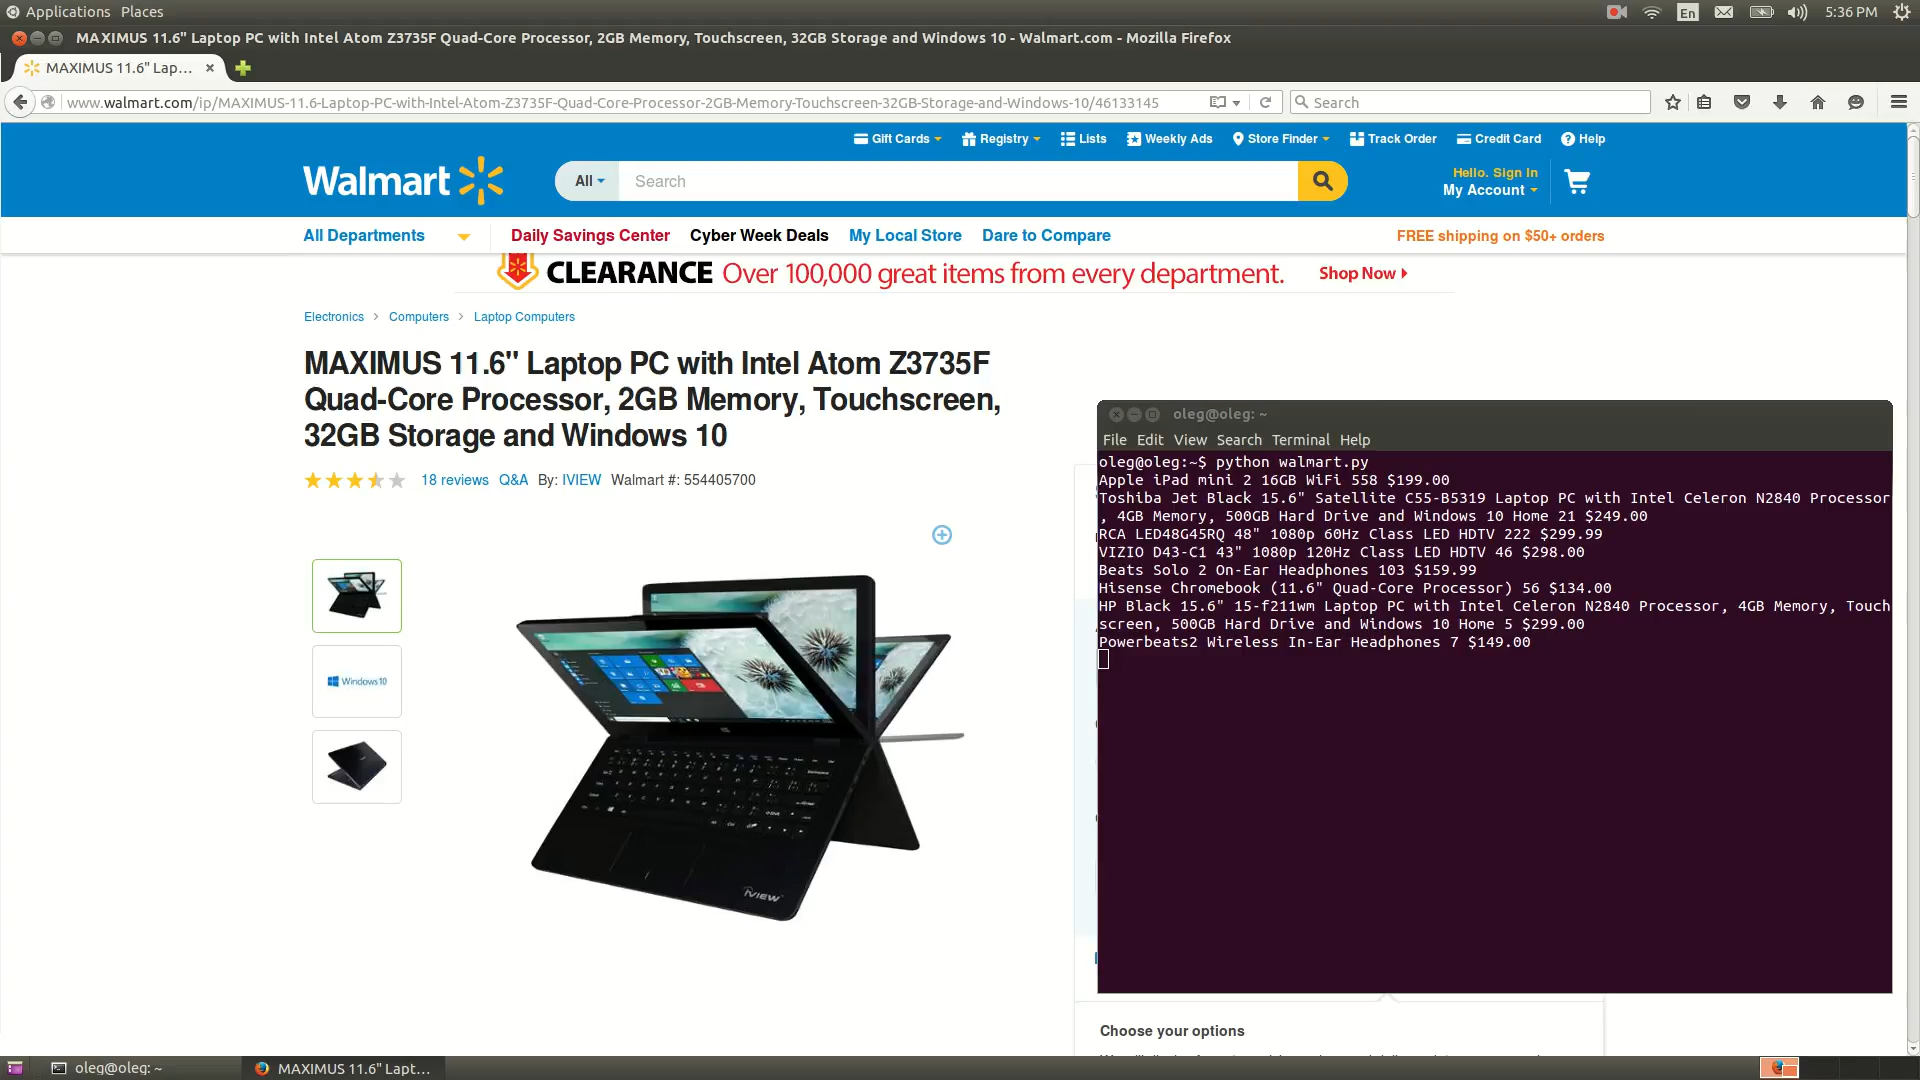 Applications Places
En 5:36 PM
MAXIMUS 11.6" Laptop PC with Intel Atom Z3735F Quad-Core Processor, 2GB Memory, Touchscreen, 32GB Storage and Windows 10 - Walmart.com - Mozilla Firefox
MAXIMUS 11.6" Lap...
www.walmart.com/ip/MAXIMUS-11.6-Laptop-PC-with-Intel-Atom-Z3735F-Quad-Core-Processor-2GB-Memory-Touchscreen-32GB-Storage-and-Windows-10/46133145
Search
Gift Cards Registry Lists Weekly Ads Store Finder Track Order Credit Card Help
Walmart
All Search
Hello. Sign In
My Account
All Departments Daily Savings Center Cyber Week Deals My Local Store Dare to Compare FREE shipping on $50+ orders
CLEARANCE Over 100,000 great items from every department. Shop Now
Electronics > Computers > Laptop Computers
MAXIMUS 11.6" Laptop PC with Intel Atom Z3735F
Quad-Core Processor, 2GB Memory, Touchscreen,
32GB Storage and Windows 10
18 reviews Q&A By: IVIEW Walmart #: 554405700
Windows 10
iVIEW
oleg@oleg: ~
File Edit View Search Terminal Help
oleg@oleg:~$ python walmart.py
Apple iPad mini 2 16GB WiFi 558 $199.00
Toshiba Jet Black 15.6" Satellite C55-B5319 Laptop PC with Intel Celeron N2840 Processor
, 4GB Memory, 500GB Hard Drive and Windows 10 Home 21 $249.00
RCA LED48G45RQ 48" 1080p 60Hz Class LED HDTV 222 $299.99
VIZIO D43-C1 43" 1080p 120Hz Class LED HDTV 46 $298.00
Beats Solo 2 On-Ear Headphones 103 $159.99
Hisense Chromebook (11.6" Quad-Core Processor) 56 $134.00
HP Black 15.6" 15-f211wm Laptop PC with Intel Celeron N2840 Processor, 4GB Memory, Touch
screen, 500GB Hard Drive and Windows 10 Home 5 $299.00
Powerbeats2 Wireless In-Ear Headphones 7 $149.00
Choose your options
oleg@oleg: ~
MAXIMUS 11.6" Lapt...